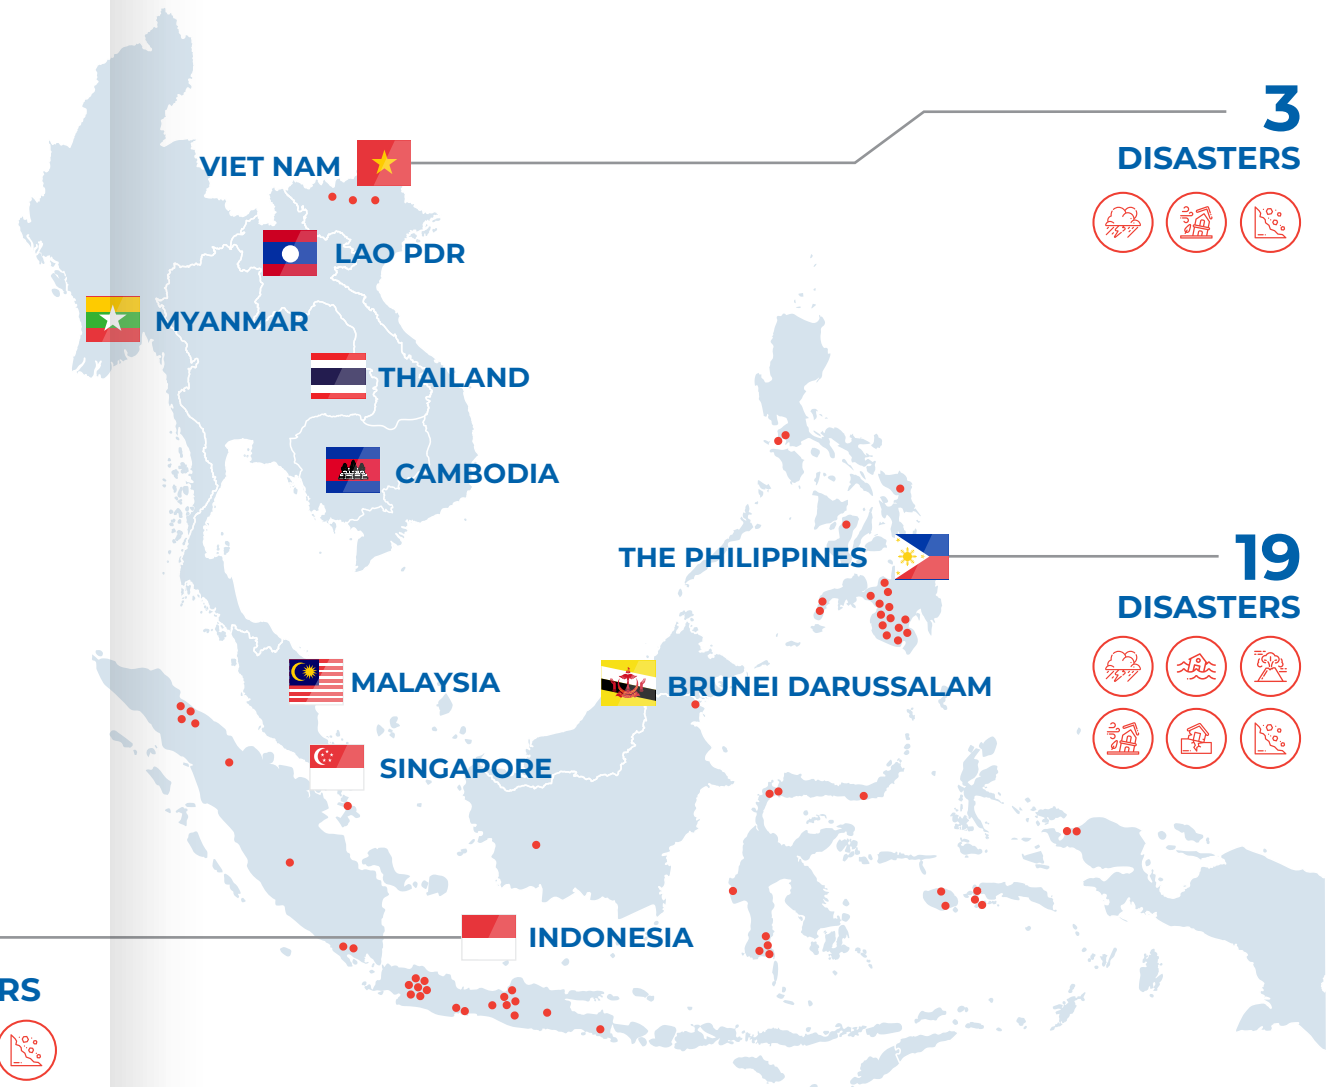 3
DISASTERS
VIET NAM
LAO PDR
MYANMAR
THAILAND
CAMBODIA
THE PHILIPPINES
19
DISASTERS
MALAYSIA
BRUNEI DARUSSALAM
SINGAPORE
INDONESIA
RS